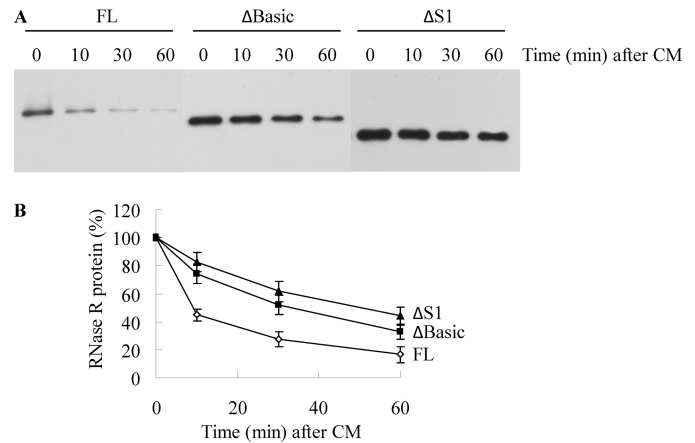 A FL ΔBasic ΔS1
0 10 30 60 0 10 30 60 0 10 30 60 Time (min) after CM
B
RNase R protein (%)
120
100
80
60
40
20
0
ΔS1
ΔBasic
FL
0 20 40 60
Time (min) after CM